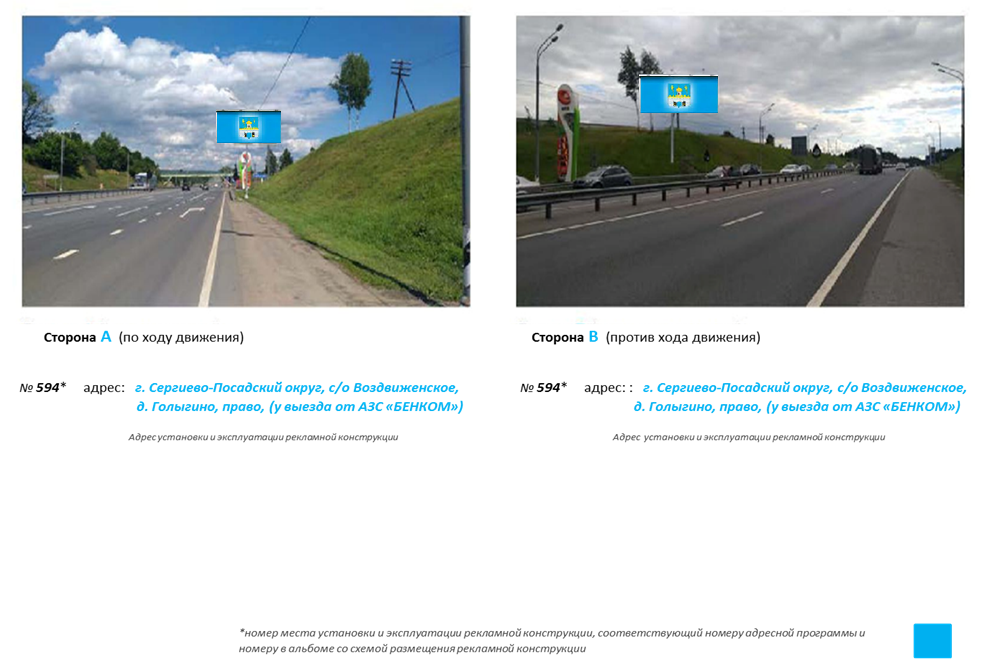 Сторона А (по ходу движения)
№ 594* адрес: г. Сергиево-Посадский округ, с/о Воздвиженское,
д. Голыгино, право, (у выезда от АЗС «БЕНКОМ»)
Адрес установки и эксплуатации рекламной конструкции
Сторона В (против хода движения)
№ 594* адрес: : г. Сергиево-Посадский округ, с/о Воздвиженское,
д. Голыгино, право, (у выезда от АЗС «БЕНКОМ»)
Адрес установки и эксплуатации рекламной конструкции
*номер места установки и эксплуатации рекламной конструкции, соответствующий номеру адресной программы и
номеру в альбоме со схемой размещения рекламной конструкции